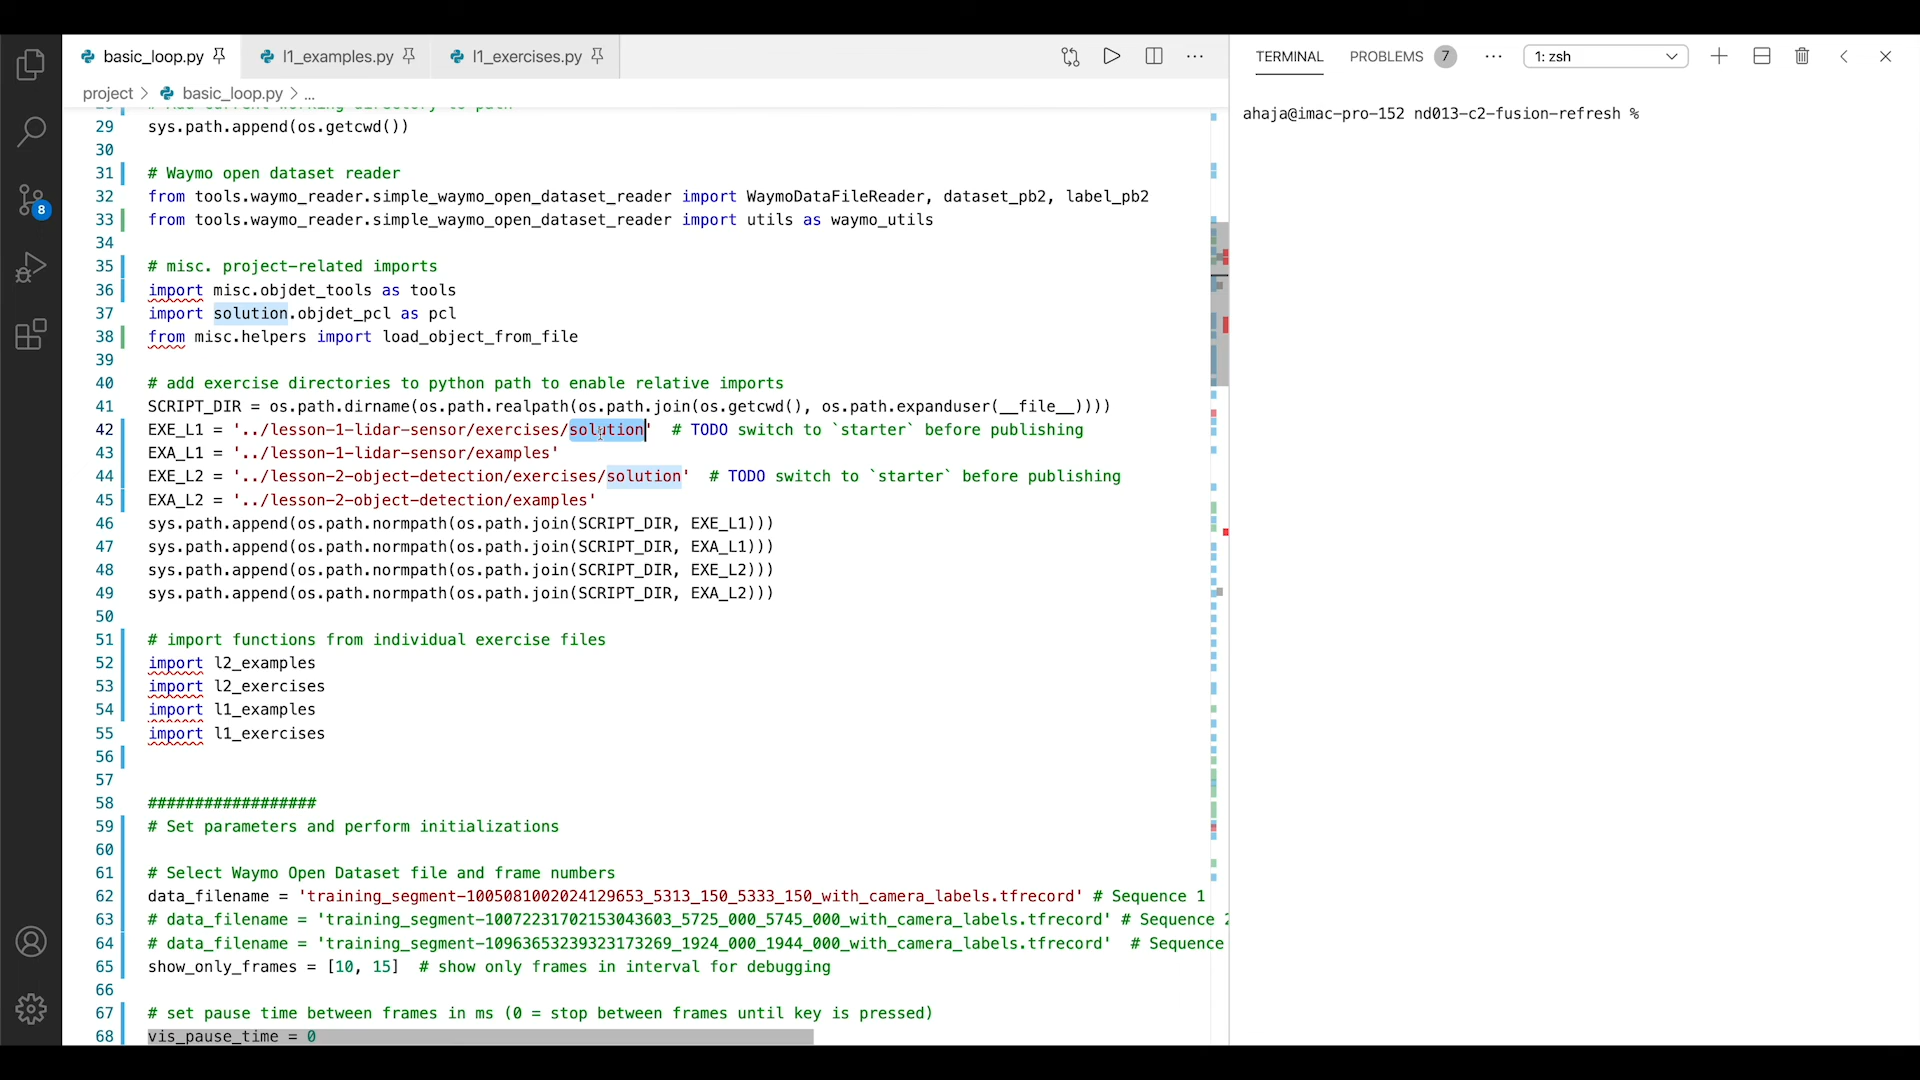 basic_loop.py
l1_examples.py
l1_exercises.py
TERMINAL
PROBLEMS 7
1: zsh
project > basic_loop.py > ...
ahaja@imac-pro-152 nd013-c2-fusion-refresh %
8
29 sys.path.append(os.getcwd())
30
31 # Waymo open dataset reader
32 from tools.waymo_reader.simple_waymo_open_dataset_reader import WaymoDataFileReader, dataset_pb2, label_pb2
33 from tools.waymo_reader.simple_waymo_open_dataset_reader import utils as waymo_utils
34
35 # misc. project-related imports
36 import misc.objdet_tools as tools
37 import solution.objdet_pcl as pcl
38 from misc.helpers import load_object_from_file
39
40 # add exercise directories to python path to enable relative imports
41 SCRIPT_DIR = os.path.dirname(os.path.realpath(os.path.join(os.getcwd(), os.path.expanduser(__file__))))
42 EXE_L1 = '../lesson-1-lidar-sensor/exercises/solution' # TODO switch to `starter` before publishing
43 EXA_L1 = '../lesson-1-lidar-sensor/examples'
44 EXE_L2 = '../lesson-2-object-detection/exercises/solution' # TODO switch to `starter` before publishing
45 EXA_L2 = '../lesson-2-object-detection/examples'
46 sys.path.append(os.path.normpath(os.path.join(SCRIPT_DIR, EXE_L1)))
47 sys.path.append(os.path.normpath(os.path.join(SCRIPT_DIR, EXA_L1)))
48 sys.path.append(os.path.normpath(os.path.join(SCRIPT_DIR, EXE_L2)))
49 sys.path.append(os.path.normpath(os.path.join(SCRIPT_DIR, EXA_L2)))
50
51 # import functions from individual exercise files
52 import l2_examples
53 import l2_exercises
54 import l1_examples
55 import l1_exercises
56
57
58 ##################
59 # Set parameters and perform initializations
60
61 # Select Waymo Open Dataset file and frame numbers
62 data_filename = 'training_segment-1005081002024129653_5313_150_5333_150_with_camera_labels.tfrecord' # Sequence 1
63 # data_filename = 'training_segment-10072231702153043603_5725_000_5745_000_with_camera_labels.tfrecord' # Sequence 2
64 # data_filename = 'training_segment-10963653239323173269_1924_000_1944_000_with_camera_labels.tfrecord' # Sequence
65 show_only_frames = [10, 15] # show only frames in interval for debugging
66
67 # set pause time between frames in ms (0 = stop between frames until key is pressed)
68 vis_pause_time = 0